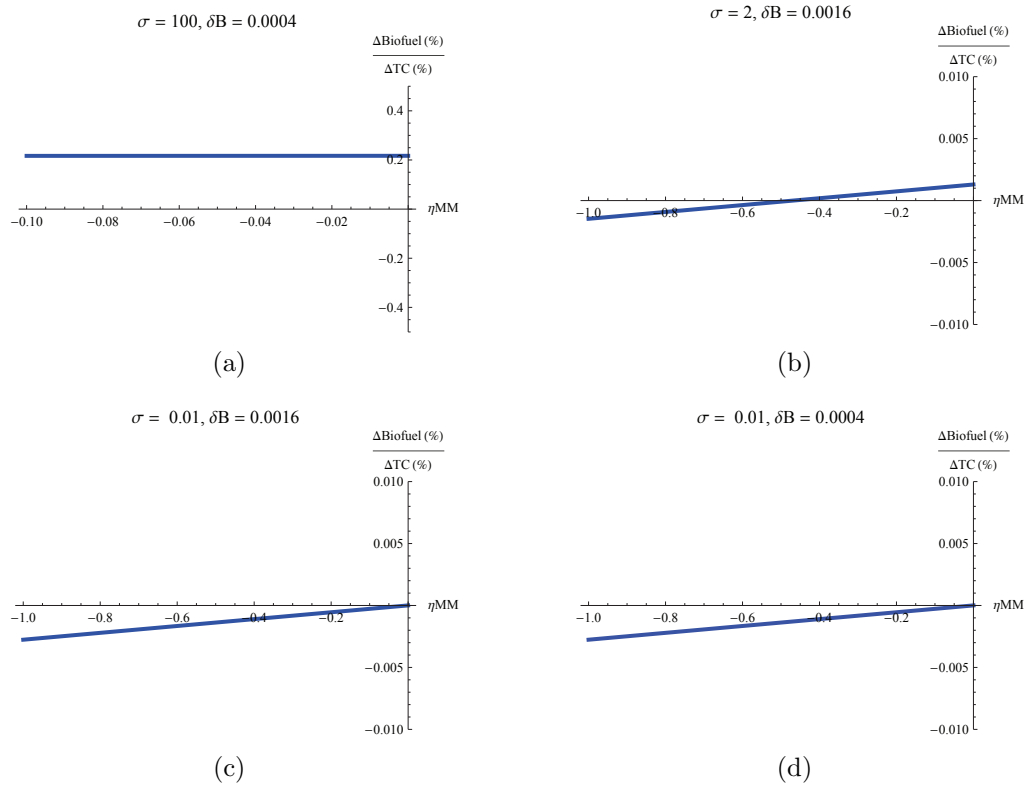 σ = 100, δB = 0.0004
ΔBiofuel (%)
ΔTC (%)
0.4
0.2
−0.10 −0.08 −0.06 −0.04 −0.02 ηMM
−0.2
−0.4
(a)
σ = 2, δB = 0.0016
ΔBiofuel (%)
ΔTC (%)
0.010
0.005
−1.0 −0.8 −0.6 −0.4 −0.2 ηMM
−0.005
−0.010
(b)
σ = 0.01, δB = 0.0016
ΔBiofuel (%)
ΔTC (%)
0.010
0.005
−1.0 −0.8 −0.6 −0.4 −0.2 ηMM
−0.005
−0.010
(c)
σ = 0.01, δB = 0.0004
ΔBiofuel (%)
ΔTC (%)
0.010
0.005
−1.0 −0.8 −0.6 −0.4 −0.2 ηMM
−0.005
−0.010
(d)